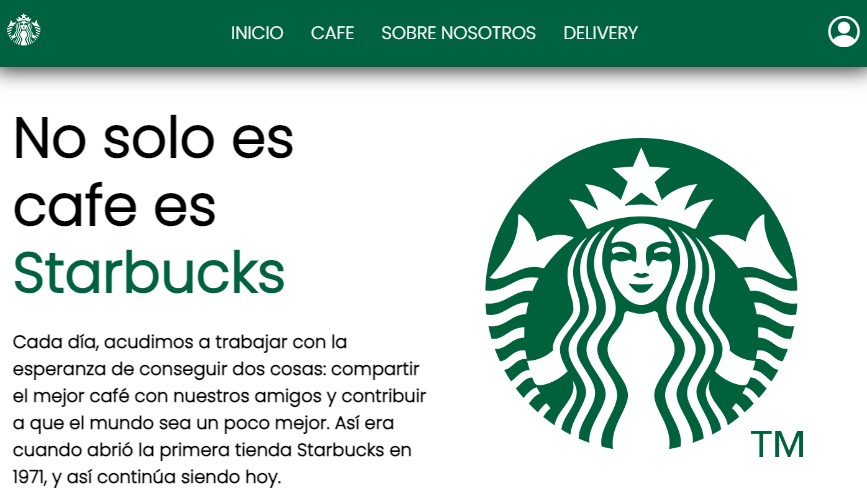 INICIO CAFE SOBRE NOSOTROS DELIVERY
No solo es
cafe es
Starbucks
Cada día, acudimos a trabajar con la
esperanza de conseguir dos cosas: compartir
el mejor café con nuestros amigos y contribuir
a que el mundo sea un poco mejor. Así era
cuando abrió la primera tienda Starbucks en
1971, y así continúa siendo hoy.
TM